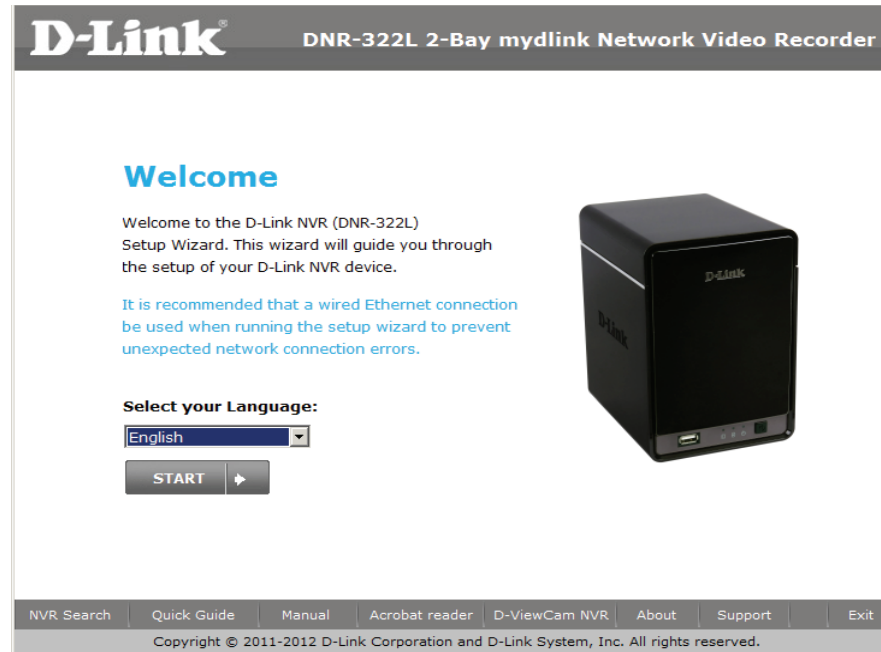 D-Link®
DNR-322L 2-Bay mydlink Network Video Recorder
Welcome
Welcome to the D-Link NVR (DNR-322L)
Setup Wizard. This wizard will guide you through
the setup of your D-Link NVR device.
It is recommended that a wired Ethernet connection
be used when running the setup wizard to prevent
unexpected network connection errors.
D-Link
D-Link
Select your Language:
English
START
NVR Search Quick Guide Manual Acrobat reader D-ViewCam NVR About Support Exit
Copyright © 2011-2012 D-Link Corporation and D-Link System, Inc. All rights reserved.